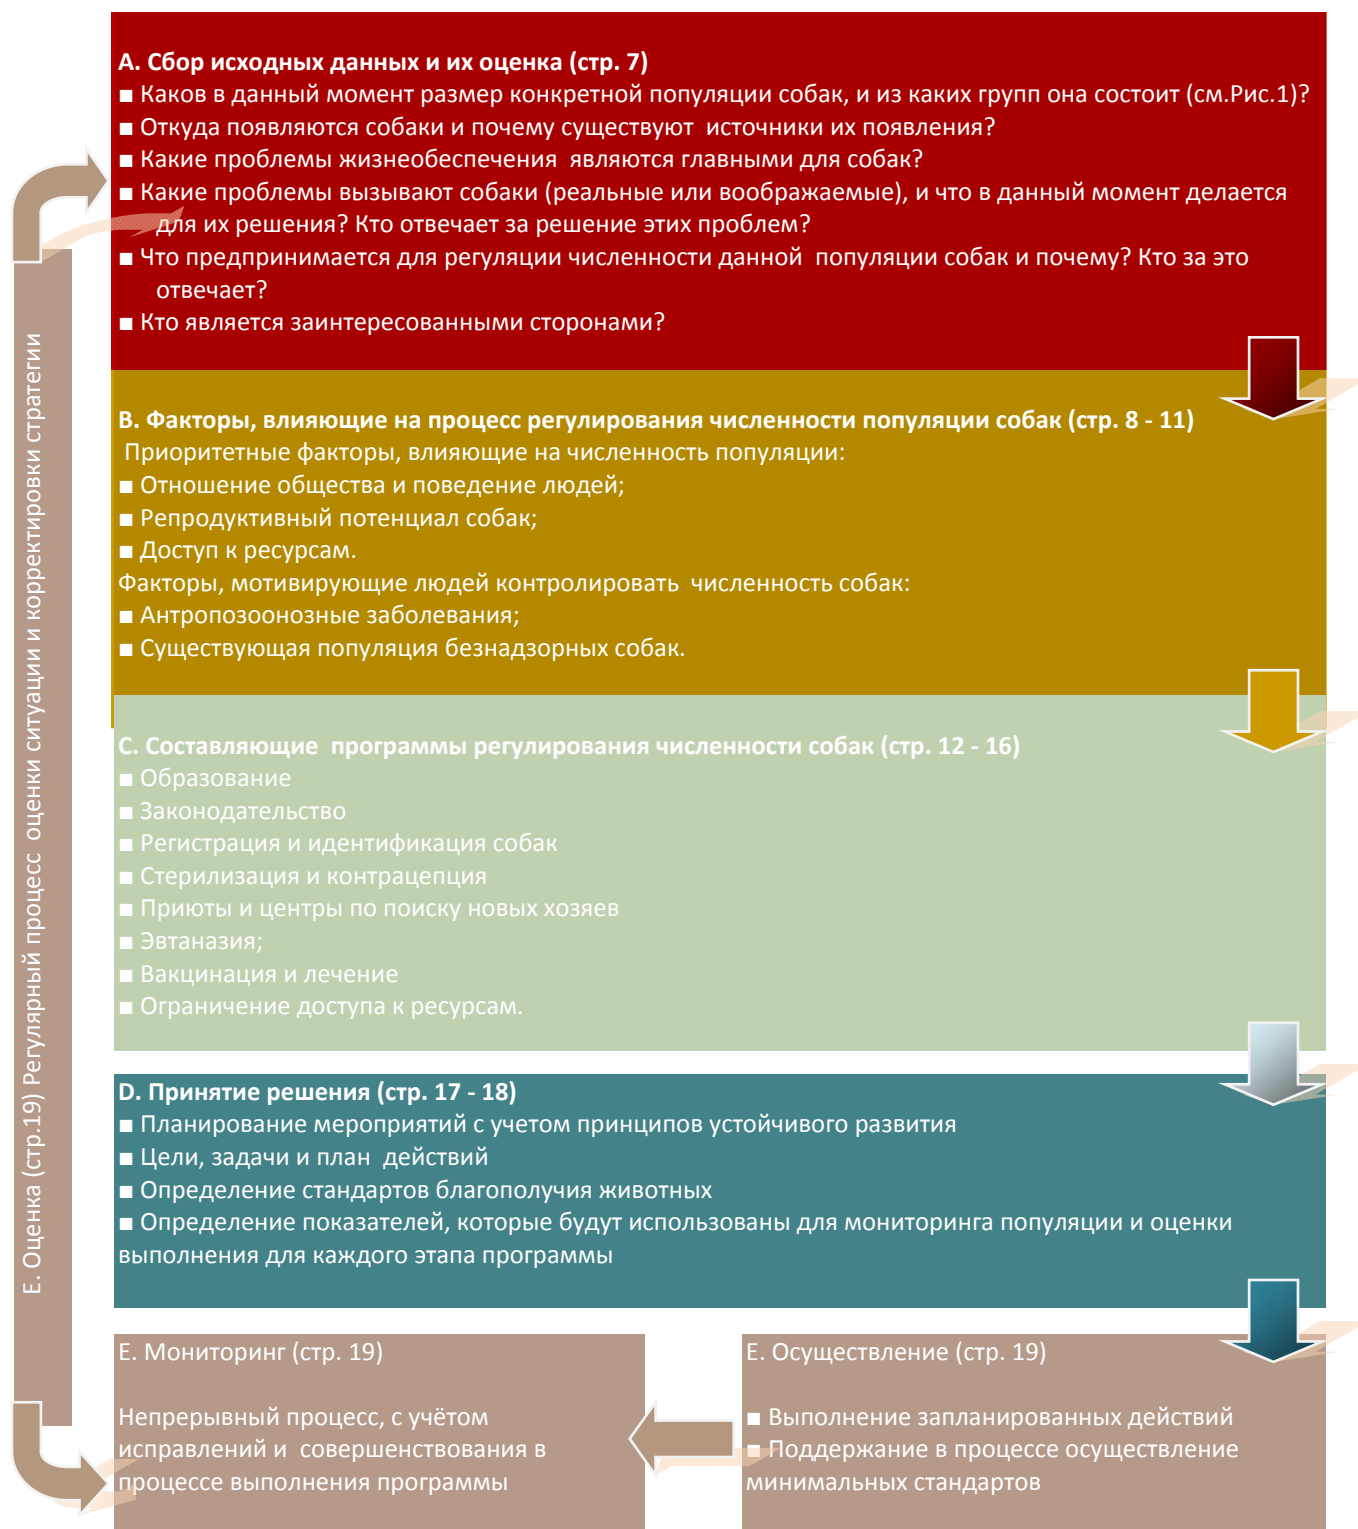 А. Сбор исходных данных и их оценка (стр. 7)
■ Каков в данный момент размер конкретной популяции собак, и из каких групп она состоит (см.Рис.1)?
■ Откуда появляются собаки и почему существуют источники их появления?
■ Какие проблемы жизнеобеспечения являются главными для собак?
■ Какие проблемы вызывают собаки (реальные или воображаемые), и что в данный момент делается
для их решения? Кто отвечает за решение этих проблем?
■ Что предпринимается для регуляции численности данной популяции собак и почему? Кто за это
отвечает?
■ Кто является заинтересованными сторонами?
В. Факторы, влияющие на процесс регулирования численности популяции собак (стр. 8 - 11)
Приоритетные факторы, влияющие на численность популяции:
■ Отношение общества и поведение людей;
■ Репродуктивный потенциал собак;
■ Доступ к ресурсам.
Факторы, мотивирующие людей контролировать численность собак:
■ Антропозоонозные заболевания;
■ Существующая популяция безнадзорных собак.
С. Составляющие программы регулирования численности собак (стр. 12 - 16)
■ Образование
■ Законодательство
■ Регистрация и идентификация собак
■ Стерилизация и контрацепция
■ Приюты и центры по поиску новых хозяев
■ Эвтаназия;
■ Вакцинация и лечение
■ Ограничение доступа к ресурсам.
D. Принятие решения (стр. 17 - 18)
■ Планирование мероприятий с учетом принципов устойчивого развития
■ Цели, задачи и план действий
■ Определение стандартов благополучия животных
■ Определение показателей, которые будут использованы для мониторинга популяции и оценки
выполнения для каждого этапа программы
Е. Мониторинг (стр. 19)
Непрерывный процесс, с учётом
исправлений и совершенствования в
процессе выполнения программы
Е. Осуществление (стр. 19)
■ Выполнение запланированных действий
■ Поддержание в процессе осуществление
минимальных стандартов
Е. Оценка (стр.19) Регулярный процесс оценки ситуации и корректировки стратегии